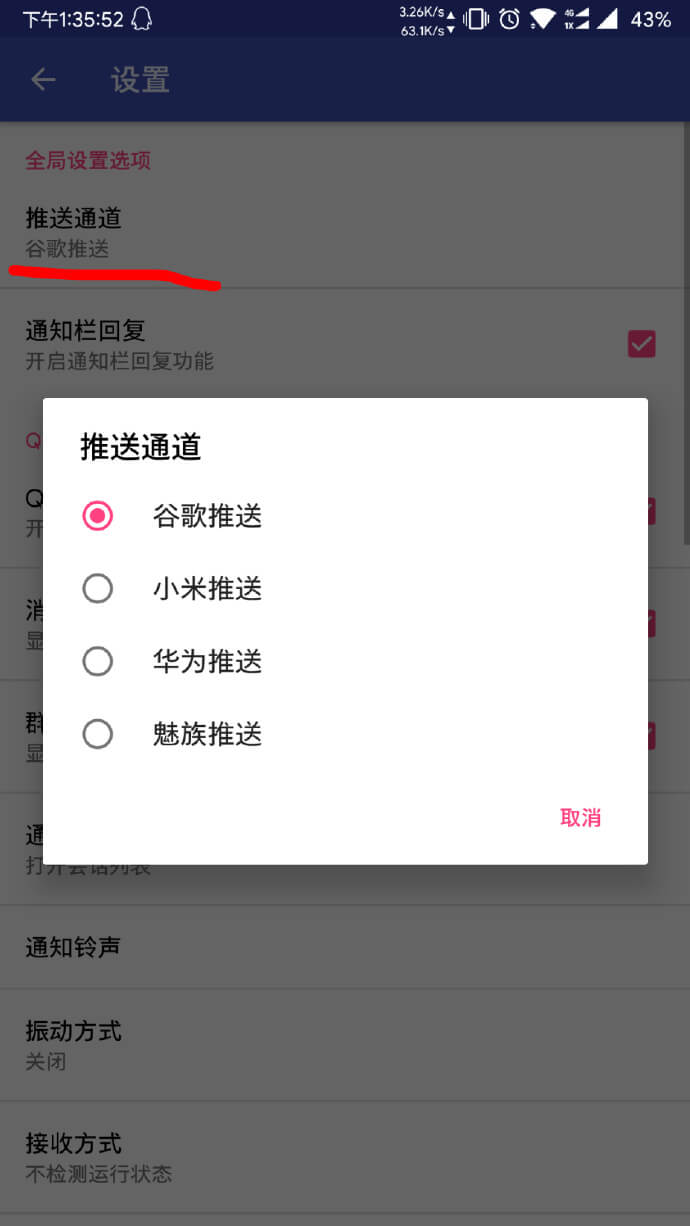 下午1:35:52
3.26K/s
63.1K/s
4G
1X
43%
设置
全局设置选项
推送通道
谷歌推送
通知栏回复
开启通知栏回复功能
Q
推送通道
谷歌推送
Q
开
小米推送
消
显
华为推送
群
显
魅族推送
取消
通
打开会话列表
通知铃声
振动方式
关闭
接收方式
不检测运行状态